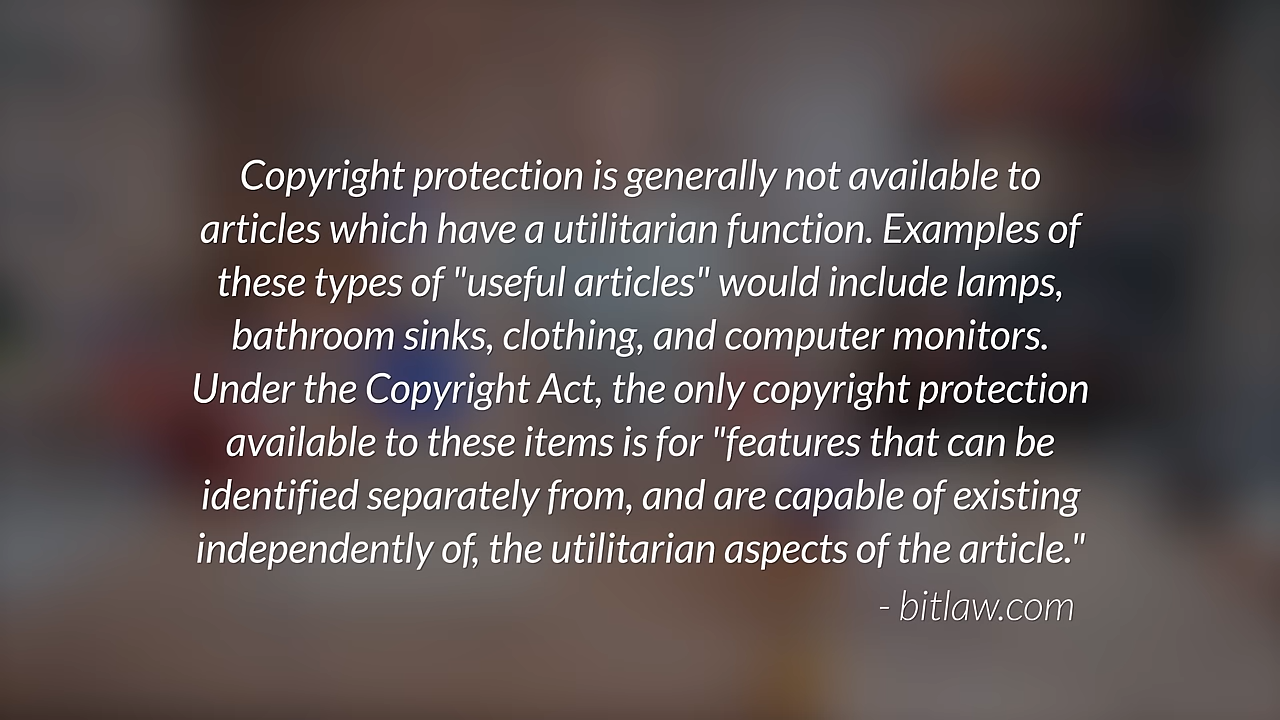 Copyright protection is generally not available to
articles which have a utilitarian function. Examples of
these types of "useful articles" would include lamps,
bathroom sinks, clothing, and computer monitors.
Under the Copyright Act, the only copyright protection
available to these items is for "features that can be
identified separately from, and are capable of existing
independently of, the utilitarian aspects of the article."
- bitlaw.com